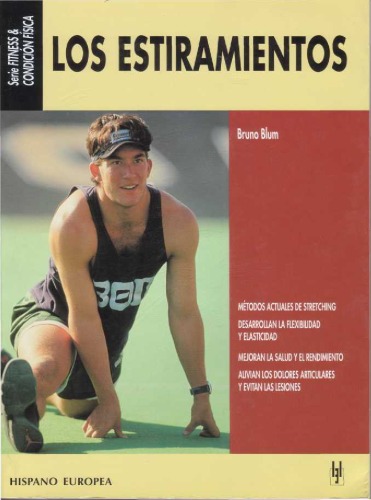 Serie FITNESS &
CONDICIÓN FÍSICA
LOS ESTIRAMIENTOS
Bruno Blum
BOD
MÉTODOS ACTUALES DE STRETCHING
DESARROLLAN LA FLEXIBILIDAD
Y ELASTICIDAD
MEJORAN LA SALUD Y EL RENDIMIENTO
ALIVIAN LOS DOLORES ARTICULARES
Y EVITAN LAS LESIONES
HISPANO EUROPEA